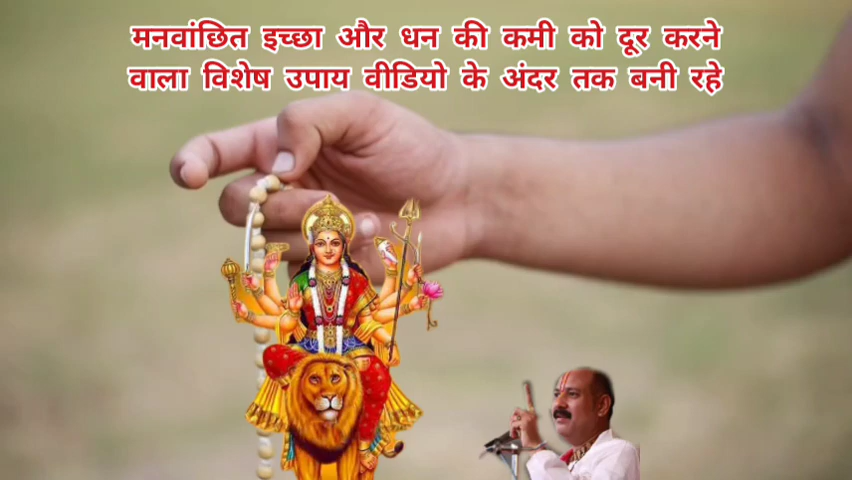 मनवांछित इच्छा और धन की कमी को दूर करने
वाला विशेष उपाय वीडियो के अंदर तक बनी रहे